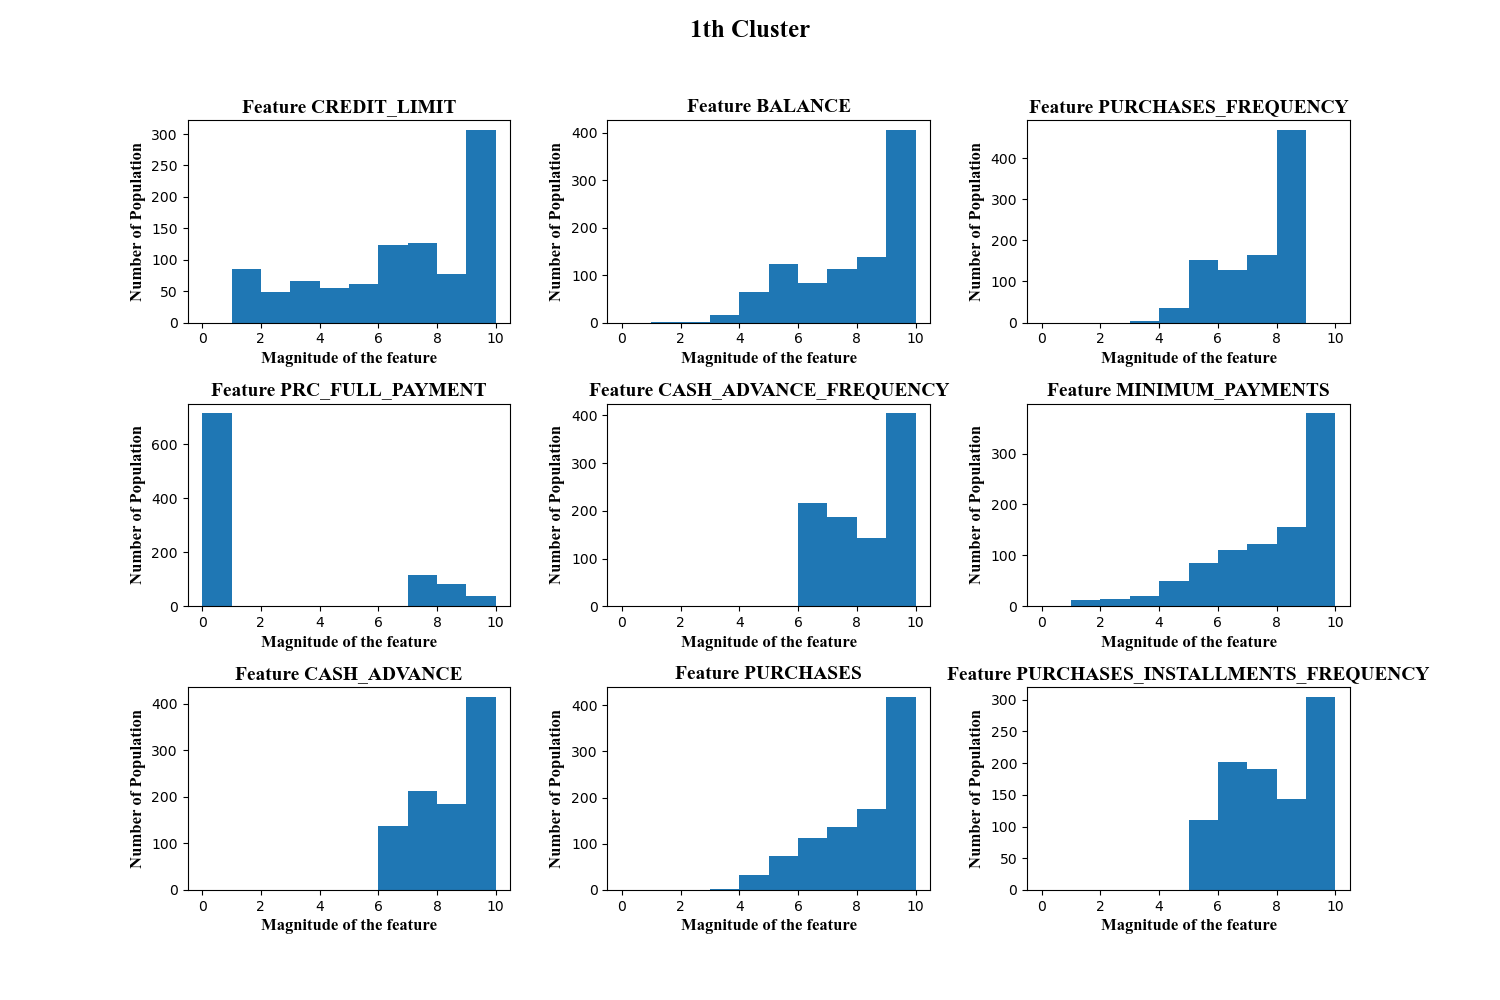 1th Cluster
Feature CREDIT_LIMIT
Number of Population
300
250
200
150
100
50
0
0 2 4 6 8 10
Magnitude of the feature
Feature BALANCE
Number of Population
400
300
200
100
0
0 2 4 6 8 10
Magnitude of the feature
Feature PURCHASES_FREQUENCY
Number of Population
400
300
200
100
0
0 2 4 6 8 10
Magnitude of the feature
Feature PRC_FULL_PAYMENT
Number of Population
600
400
200
0
0 2 4 6 8 10
Magnitude of the feature
Feature CASH_ADVANCE_FREQUENCY
Number of Population
400
300
200
100
0
0 2 4 6 8 10
Magnitude of the feature
Feature MINIMUM_PAYMENTS
Number of Population
300
200
100
0
0 2 4 6 8 10
Magnitude of the feature
Feature CASH_ADVANCE
Number of Population
400
300
200
100
0
0 2 4 6 8 10
Magnitude of the feature
Feature PURCHASES
Number of Population
400
300
200
100
0
0 2 4 6 8 10
Magnitude of the feature
Feature PURCHASES_INSTALLMENTS_FREQUENCY
Number of Population
300
250
200
150
100
50
0
0 2 4 6 8 10
Magnitude of the feature